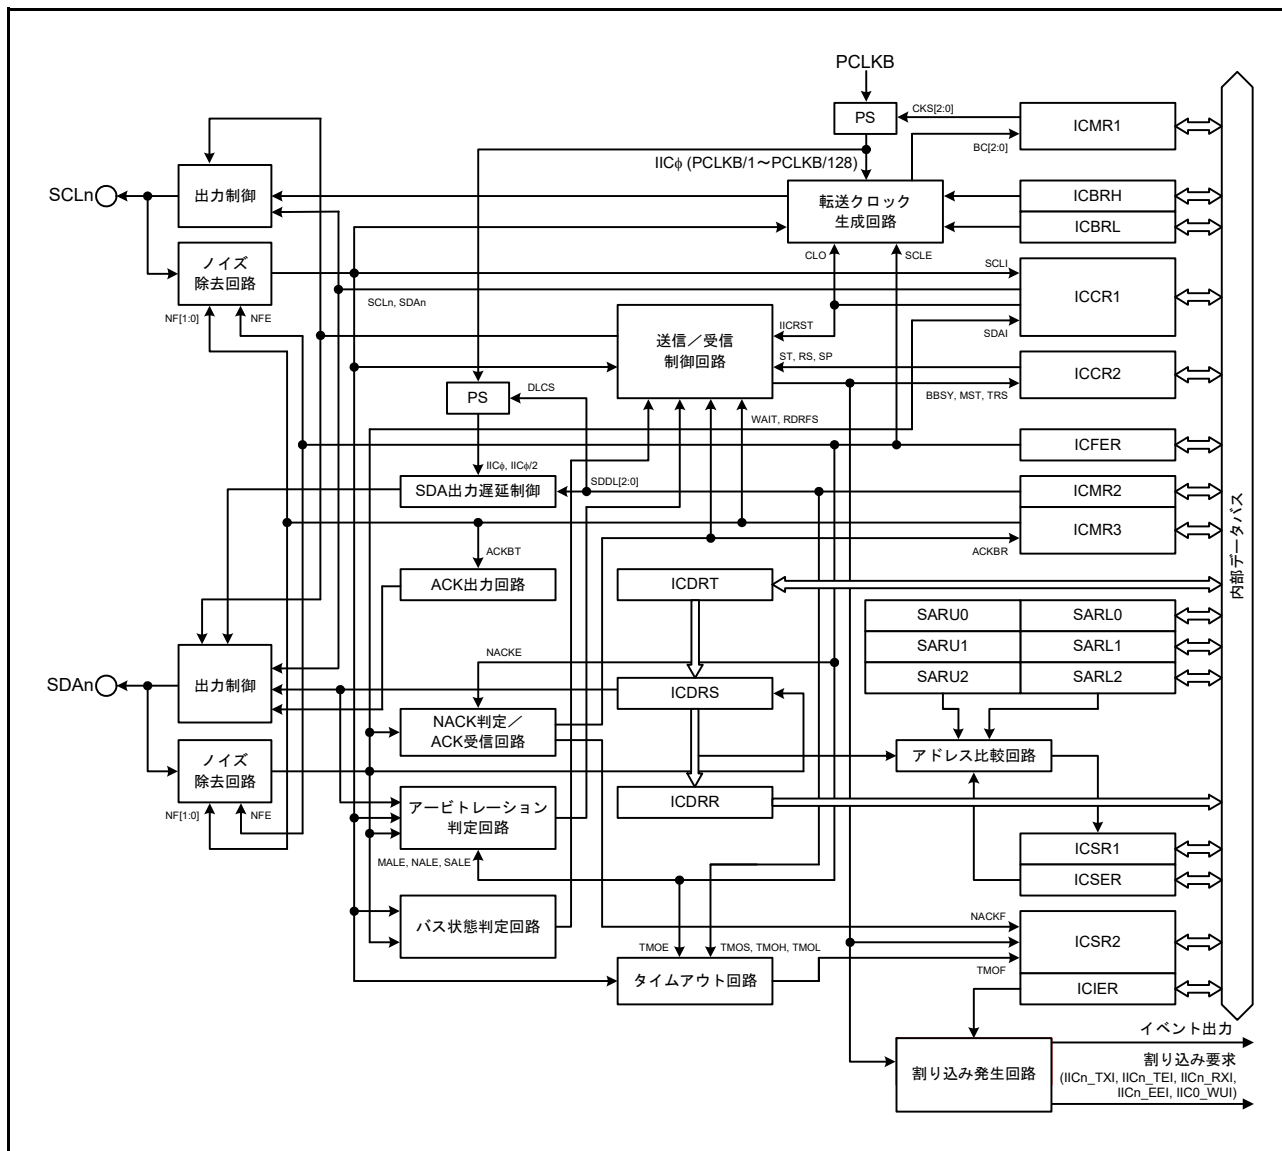 PCLKB
PS
CKS[2:0]
ICMR1
BC[2:0]
IICφ (PCLKB/1～PCLKB/128)
SCLn
出力制御
転送クロック
生成回路
ICBRH
ICBRL
ノイズ
除去回路
CLO
SCLE
SCLI
ICCR1
SCLn, SDAn
NF[1:0]
NFE
送信／受信
制御回路
IICRST
SDAI
ST, RS, SP
ICCR2
BBSY, MST, TRS
PS
DLCS
WAIT, RDRFS
ICFER
IICφ, IICφ/2
SDA出力遅延制御
SDDL[2:0]
ICMR2
ICMR3
ACKBT
ACKBR
ACK出力回路
ICDRT
内部データバス
SARU0
SARL0
SARU1
SARL1
SARU2
SARL2
NACKE
SDAn
出力制御
ICDRS
NACK判定／
ACK受信回路
アドレス比較回路
ノイズ
除去回路
ICDRR
NF[1:0]
NFE
アービトレーション
判定回路
MALE, NALE, SALE
ICSR1
ICSER
バス状態判定回路
NACKF
ICSR2
TMOE
TMOS, TMOH, TMOL
タイムアウト回路
TMOF
ICIER
イベント出力
割り込み発生回路
割り込み要求
(IICn_TXI, IICn_TEI, IICn_RXI,
IICn_EEI, IIC0_WUI)